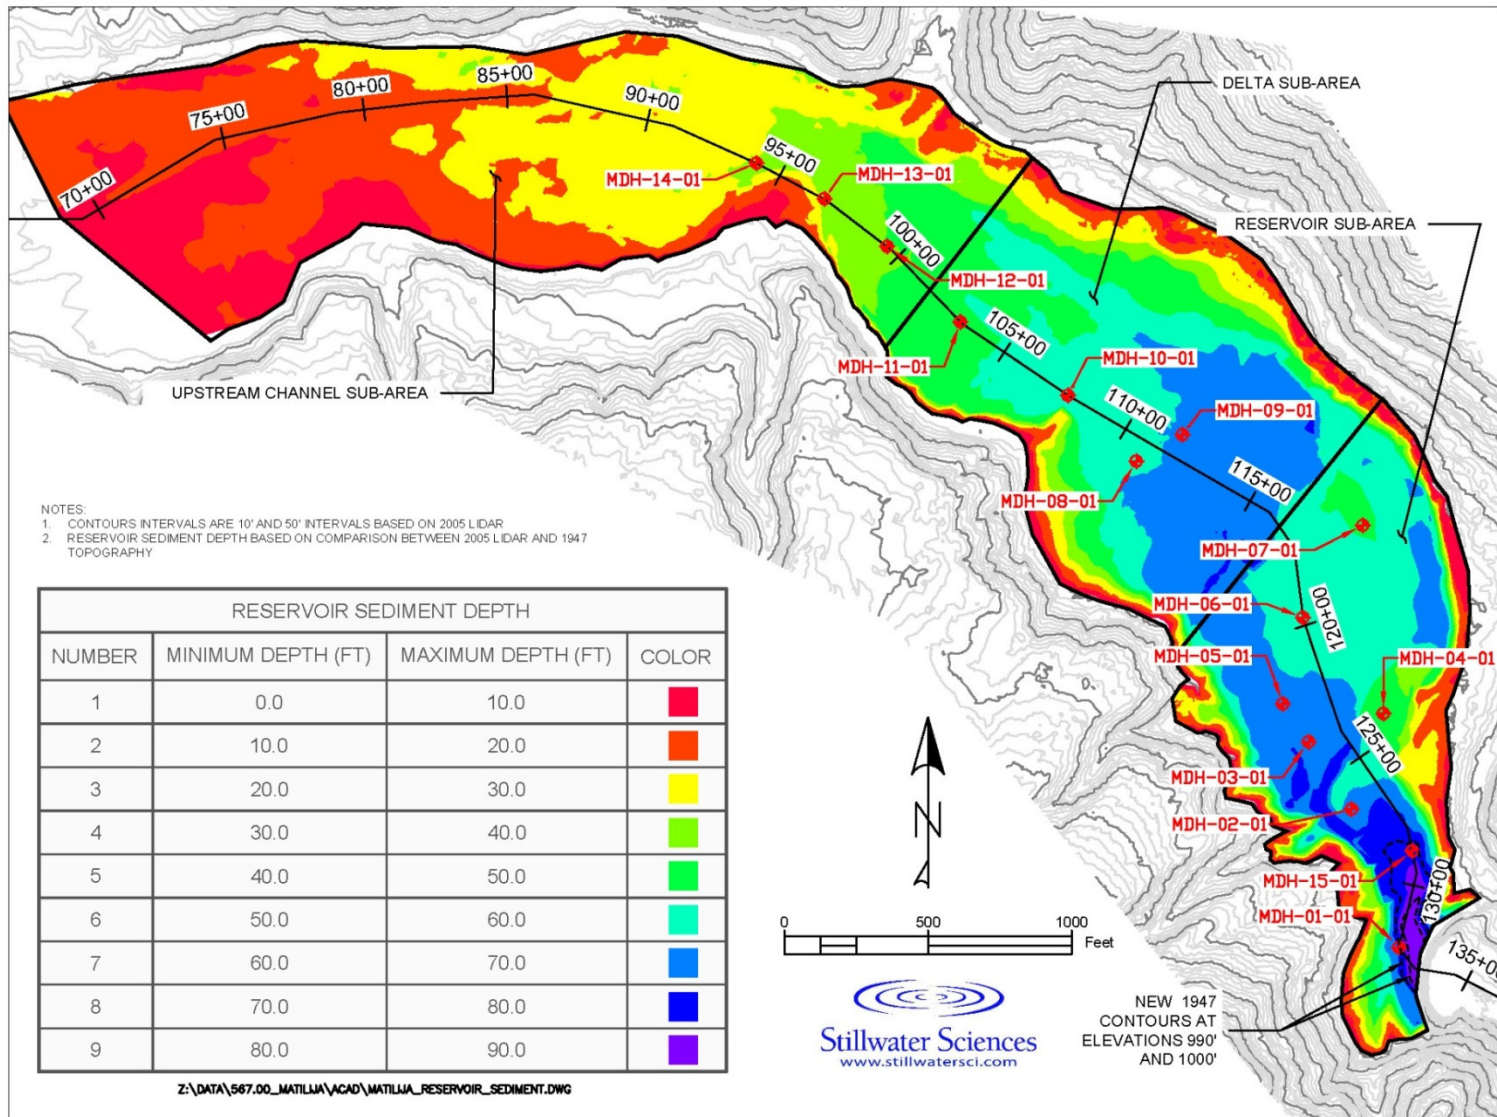 DELTA SUB-AREA
85+00
80+00
90+00
75+00
95+00
MDH-14-01
MDH-13-01
70+00
RESERVOIR SUB-AREA
100+00
MDH-12-01
105+00
MDH-11-01
MDH-10-01
UPSTREAM CHANNEL SUB-AREA
110+00
MDH-09-01
115+00
MDH-08-01
NOTES:
1. CONTOURS INTERVALS ARE 10' AND 50' INTERVALS BASED ON 2005 LIDAR
2. RESERVOIR SEDIMENT DEPTH BASED ON COMPARISON BETWEEN 2005 LIDAR AND 1947
TOPOGRAPHY
MDH-07-01
MDH-06-01
120+00
MDH-05-01
MDH-04-01
125+00
MDH-03-01
MDH-02-01
MDH-15-01
130+00
MDH-01-01
135+00
RESERVOIR SEDIMENT DEPTH
NUMBER MINIMUM DEPTH (FT) MAXIMUM DEPTH (FT) COLOR
1 0.0 10.0
2 10.0 20.0
3 20.0 30.0
4 30.0 40.0
5 40.0 50.0
6 50.0 60.0
7 60.0 70.0
8 70.0 80.0
9 80.0 90.0
N
0 500 1000
Feet
Stillwater Sciences
www.stillwatersci.com
NEW 1947
CONTOURS AT
ELEVATIONS 990'
AND 1000'
Z:\DATA\567.00_MATILIJA\ACAD\MATILIJA_RESERVOIR_SEDIMENT.DWG